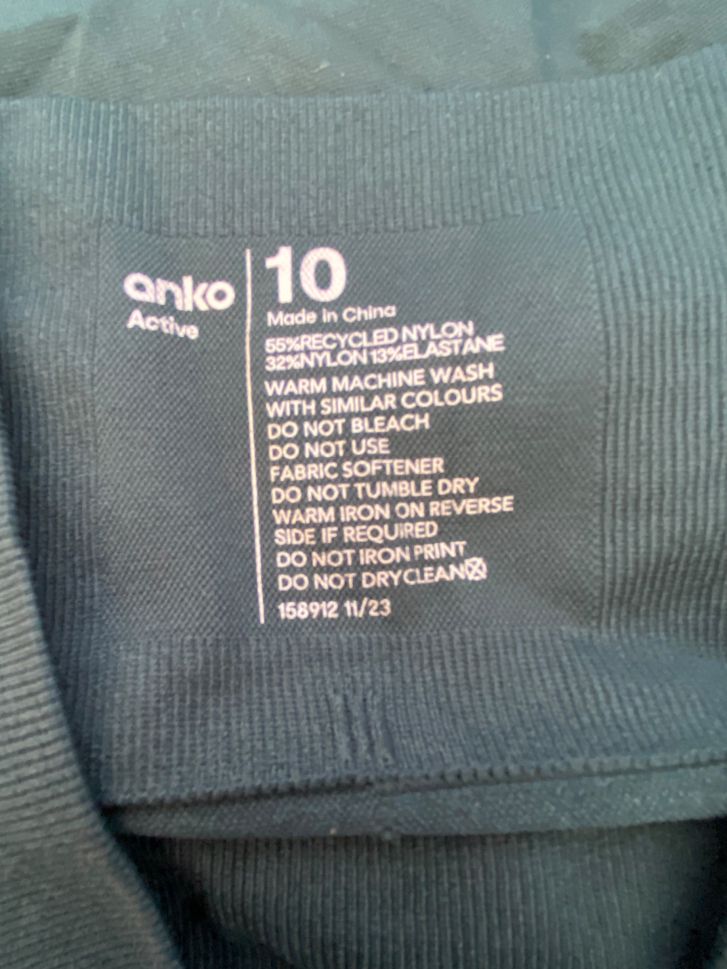 anko
Active
10
Made in China
55%RECYCLED NYLON
32%NYLON 13%ELASTANE
WARM MACHINE WASH
WITH SIMILAR COLOURS
DO NOT BLEACH
DO NOT USE
FABRIC SOFTENER
DO NOT TUMBLE DRY
WARM IRON ON REVERSE
SIDE IF REQUIRED
DO NOT IRON PRINT
DO NOT DRYCLEAN
158912 11/23